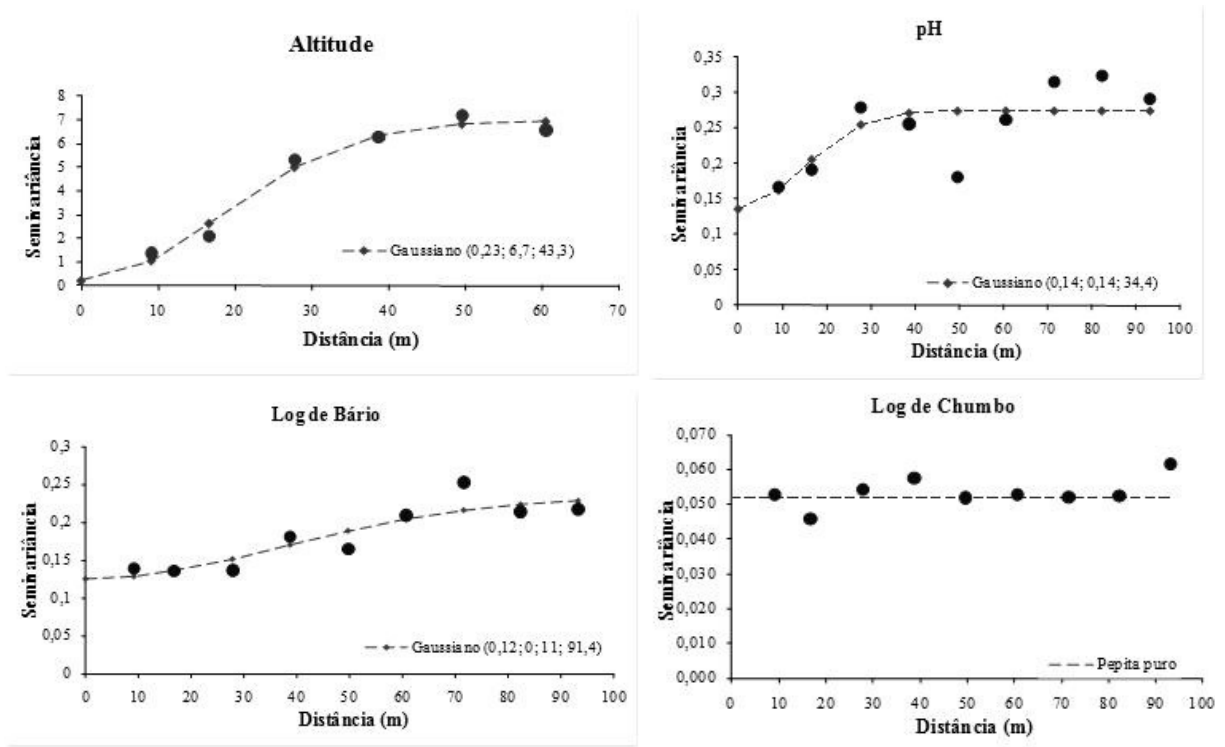 Altitude
8
7
6
5
4
3
2
1
0
Semivariância
Gaussiano (0,23; 6,7; 43,3)
0 10 20 30 40 50 60 70
Distância (m)
pH
0,35
0,3
0,25
0,2
0,15
0,1
0,05
0
Semivariância
Gaussiano (0,14; 0,14; 34,4)
0 10 20 30 40 50 60 70 80 90 100
Distância (m)
Log de Bário
0,3
0,25
0,2
0,15
0,1
0,05
0
Semivariância
Gaussiano (0,12; 0; 11; 91,4)
0 10 20 30 40 50 60 70 80 90 100
Distância (m)
Log de Chumbo
0,070
0,060
0,050
0,040
0,030
0,020
0,010
0,000
Semivariância
Pepita puro
0 10 20 30 40 50 60 70 80 90 100
Distância (m)